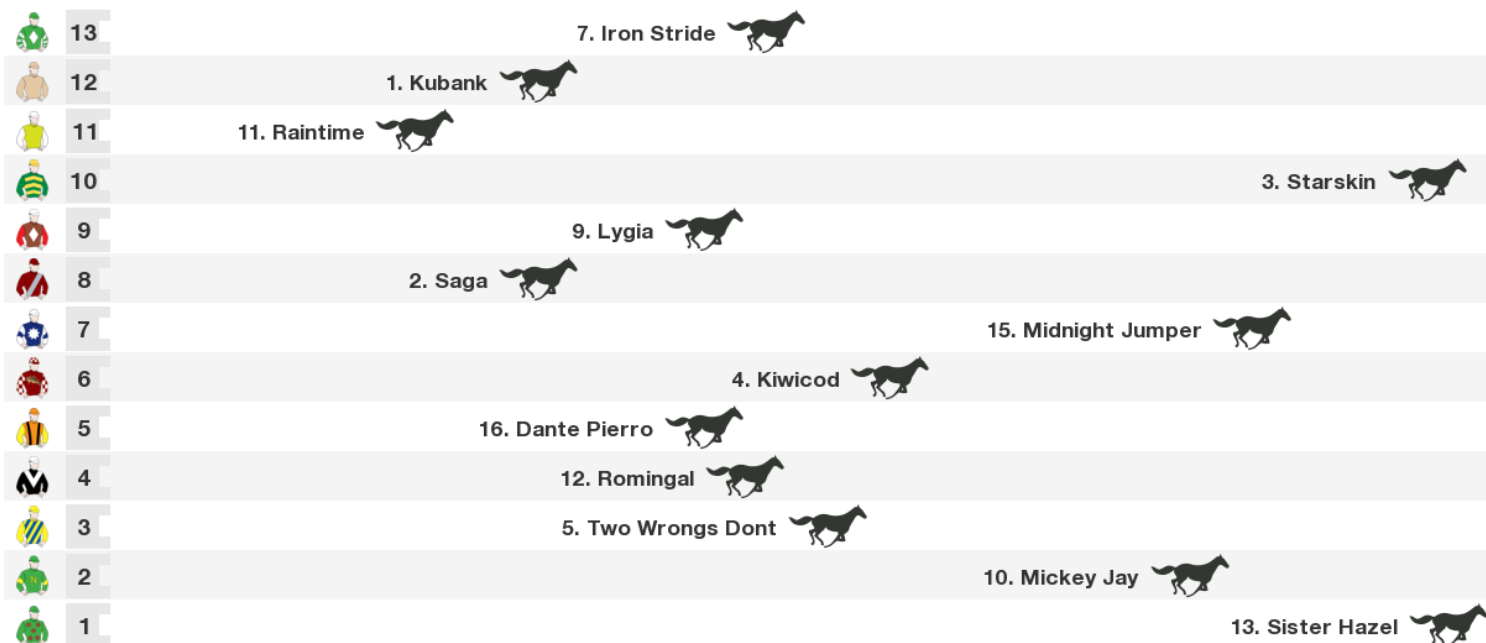 13 7. Iron Stride
12 1. Kubank
11 11. Raintime
10 3. Starskin
9 9. Lygia
8 2. Saga
7 15. Midnight Jumper
6 4. Kiwicod
5 16. Dante Pierro
4 12. Romingal
3 5. Two Wrongs Dont
2 10. Mickey Jay
1 13. Sister Hazel
N